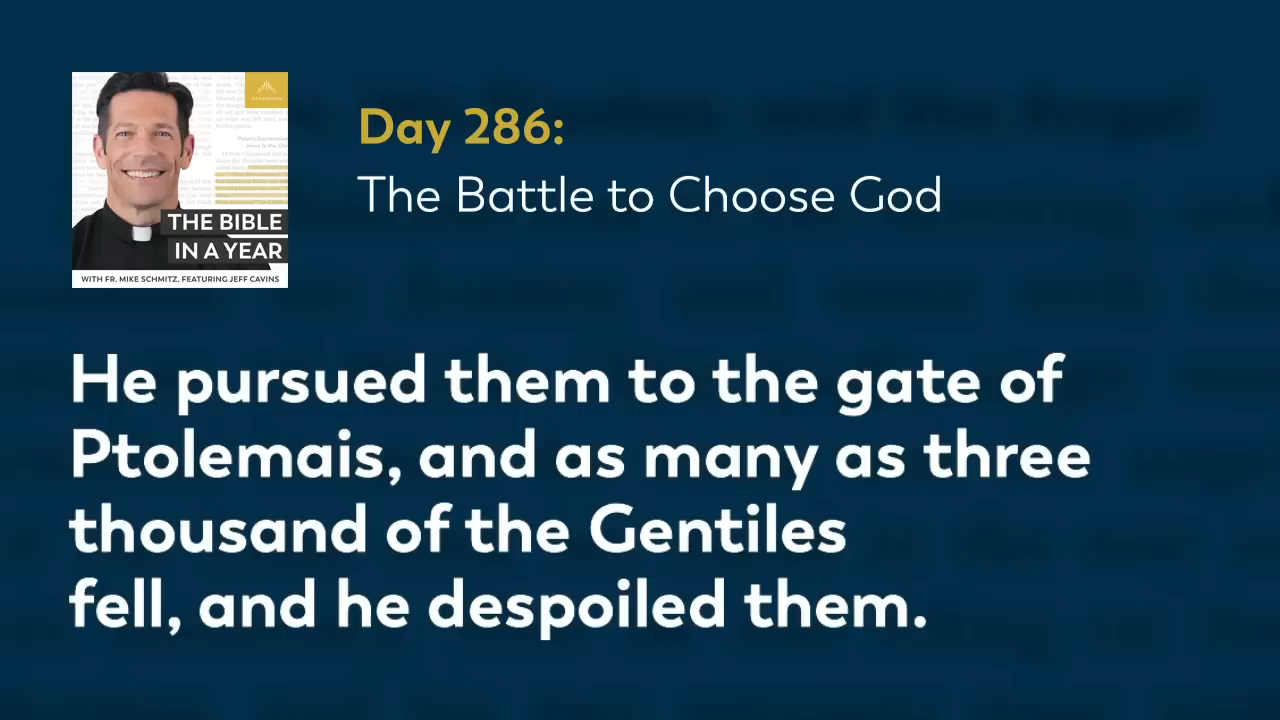 Day 286:
The Battle to Choose God
THE BIBLE
IN A YEAR
WITH FR. MIKE SCHMITZ, FEATURING JEFF CAVINS
He pursued them to the gate of
Ptolemais, and as many as three
thousand of the Gentiles
fell, and he despoiled them.